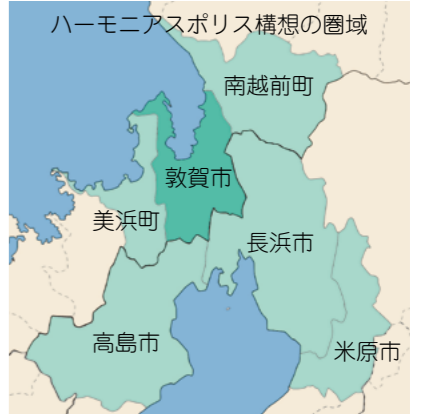 ハーモニアスポリス構想の圏域
南越前町
敦賀市
美浜町
長浜市
高島市
米原市